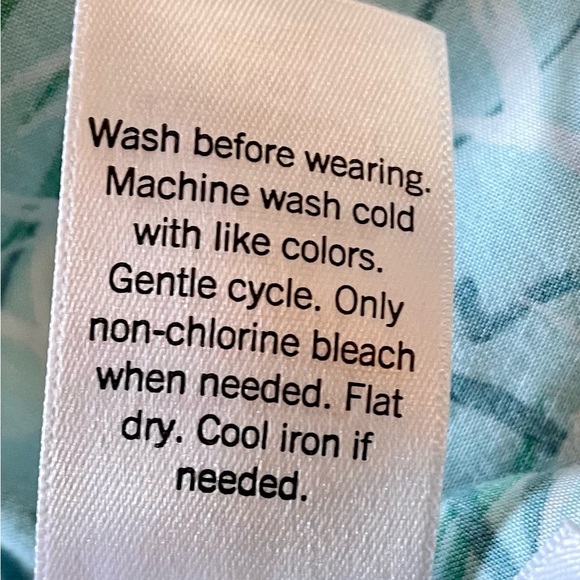 Wash before wearing.
Machine wash cold
with like colors.
Gentle cycle. Only
non-chlorine bleach
when needed. Flat
dry. Cool iron if
needed.